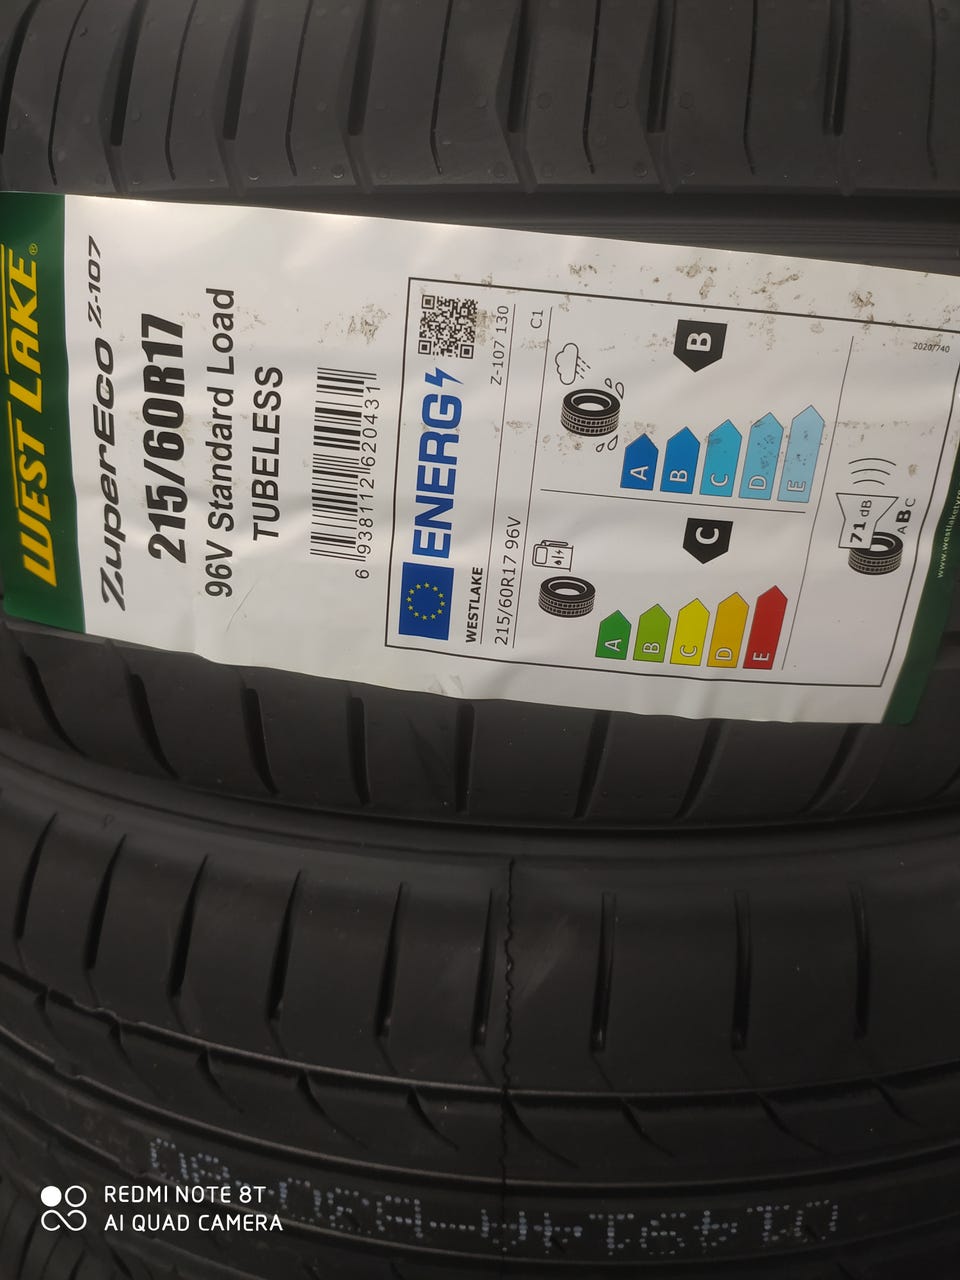 WEST LAKE®
ZuperEco Z-107
215/60R17
96V Standard Load
TUBELESS
6 938112 620431
ENERG
WESTLAKE
Z-107 130
215/60R17 96V
C1
C
B
A
B
C
D
E
A
B
C
D
E
71 dB
ABC
2020/740
REDMI NOTE 8T
AI QUAD CAMERA